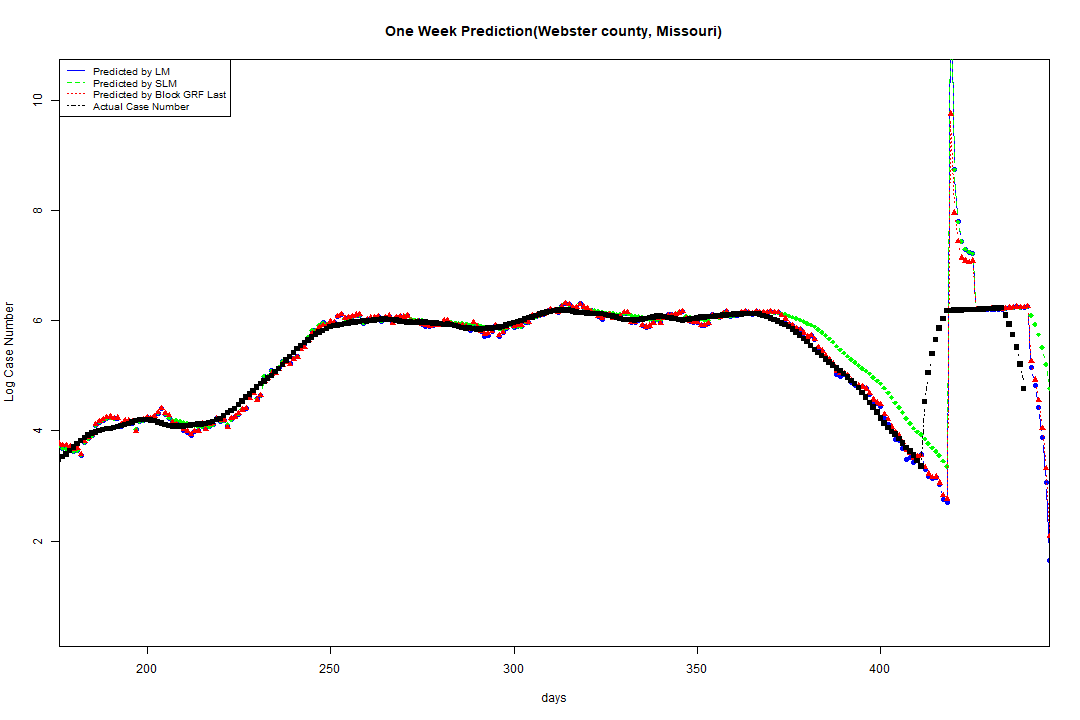 One Week Prediction(Webster county, Missouri)
Predicted by LM
Predicted by SLM
Predicted by Block GRF Last
Actual Case Number
Log Case Number
10
8
6
4
2
200 250 300 350 400
days